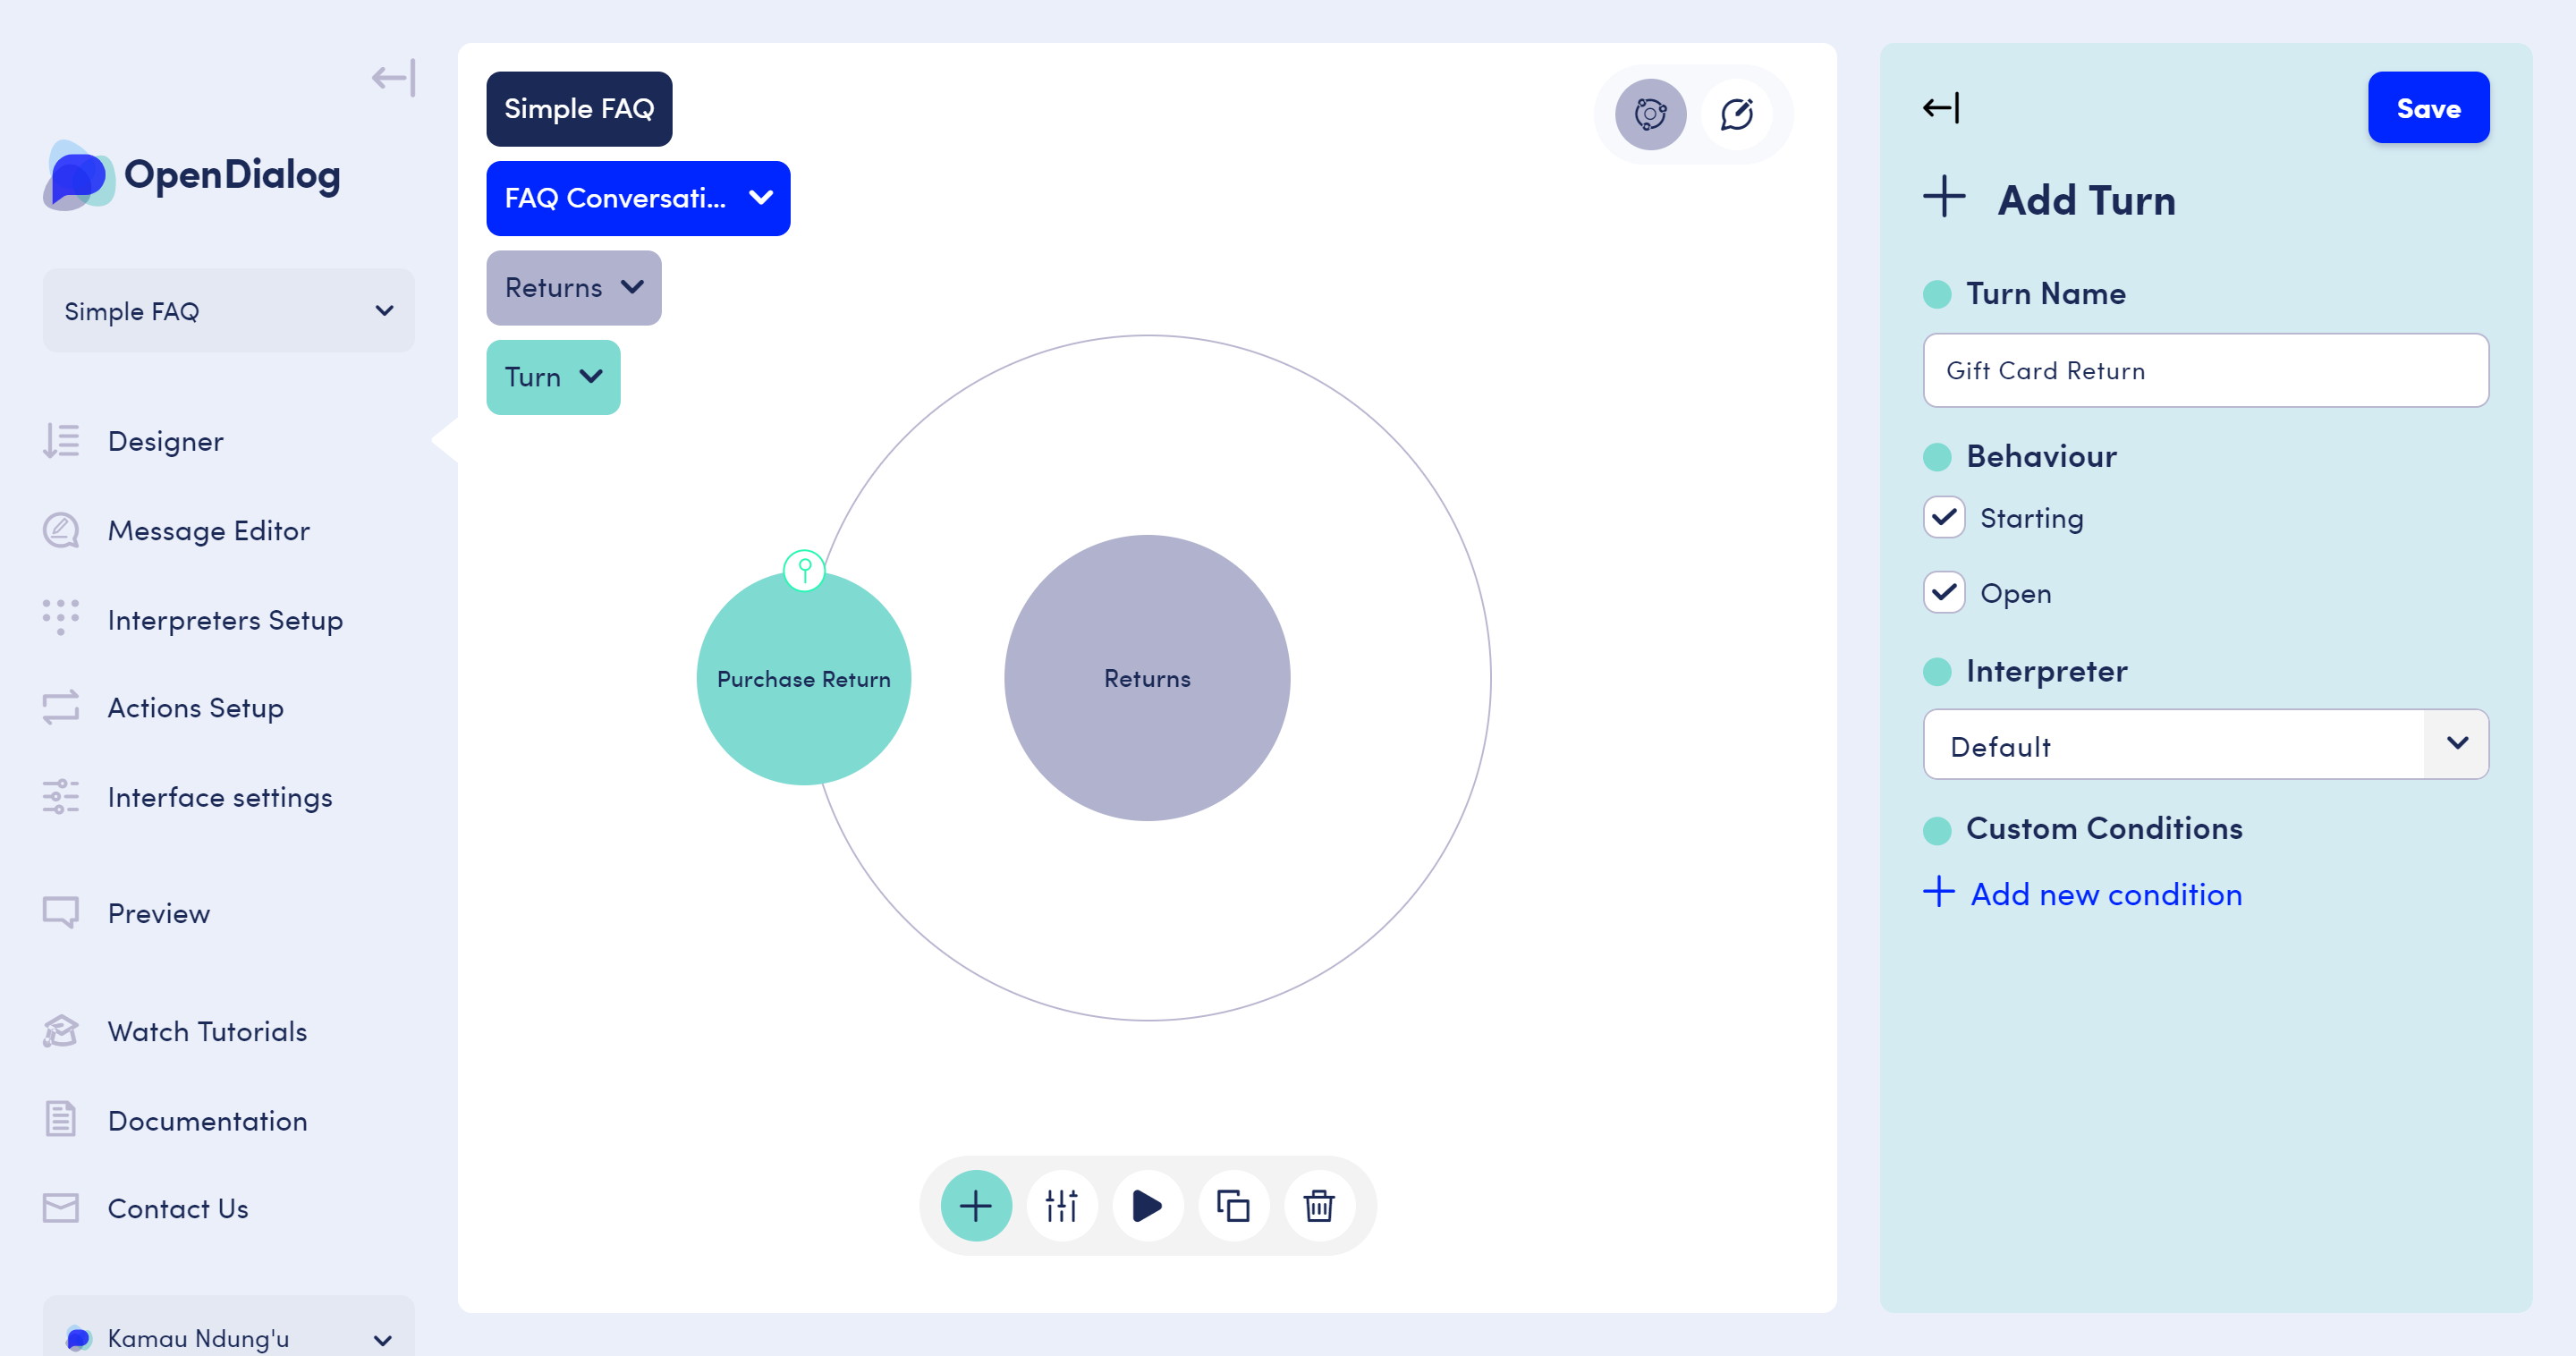 OpenDialog
Simple FAQ
Designer
Message Editor
Interpreters Setup
Actions Setup
Interface settings
Preview
Watch Tutorials
Documentation
Contact Us
Kamau Ndung'u
Simple FAQ
FAQ Conversati...
Returns
Turn
Purchase Return
Returns
Save
Add Turn
Turn Name
Gift Card Return
Behaviour
Starting
Open
Interpreter
Default
Custom Conditions
Add new condition